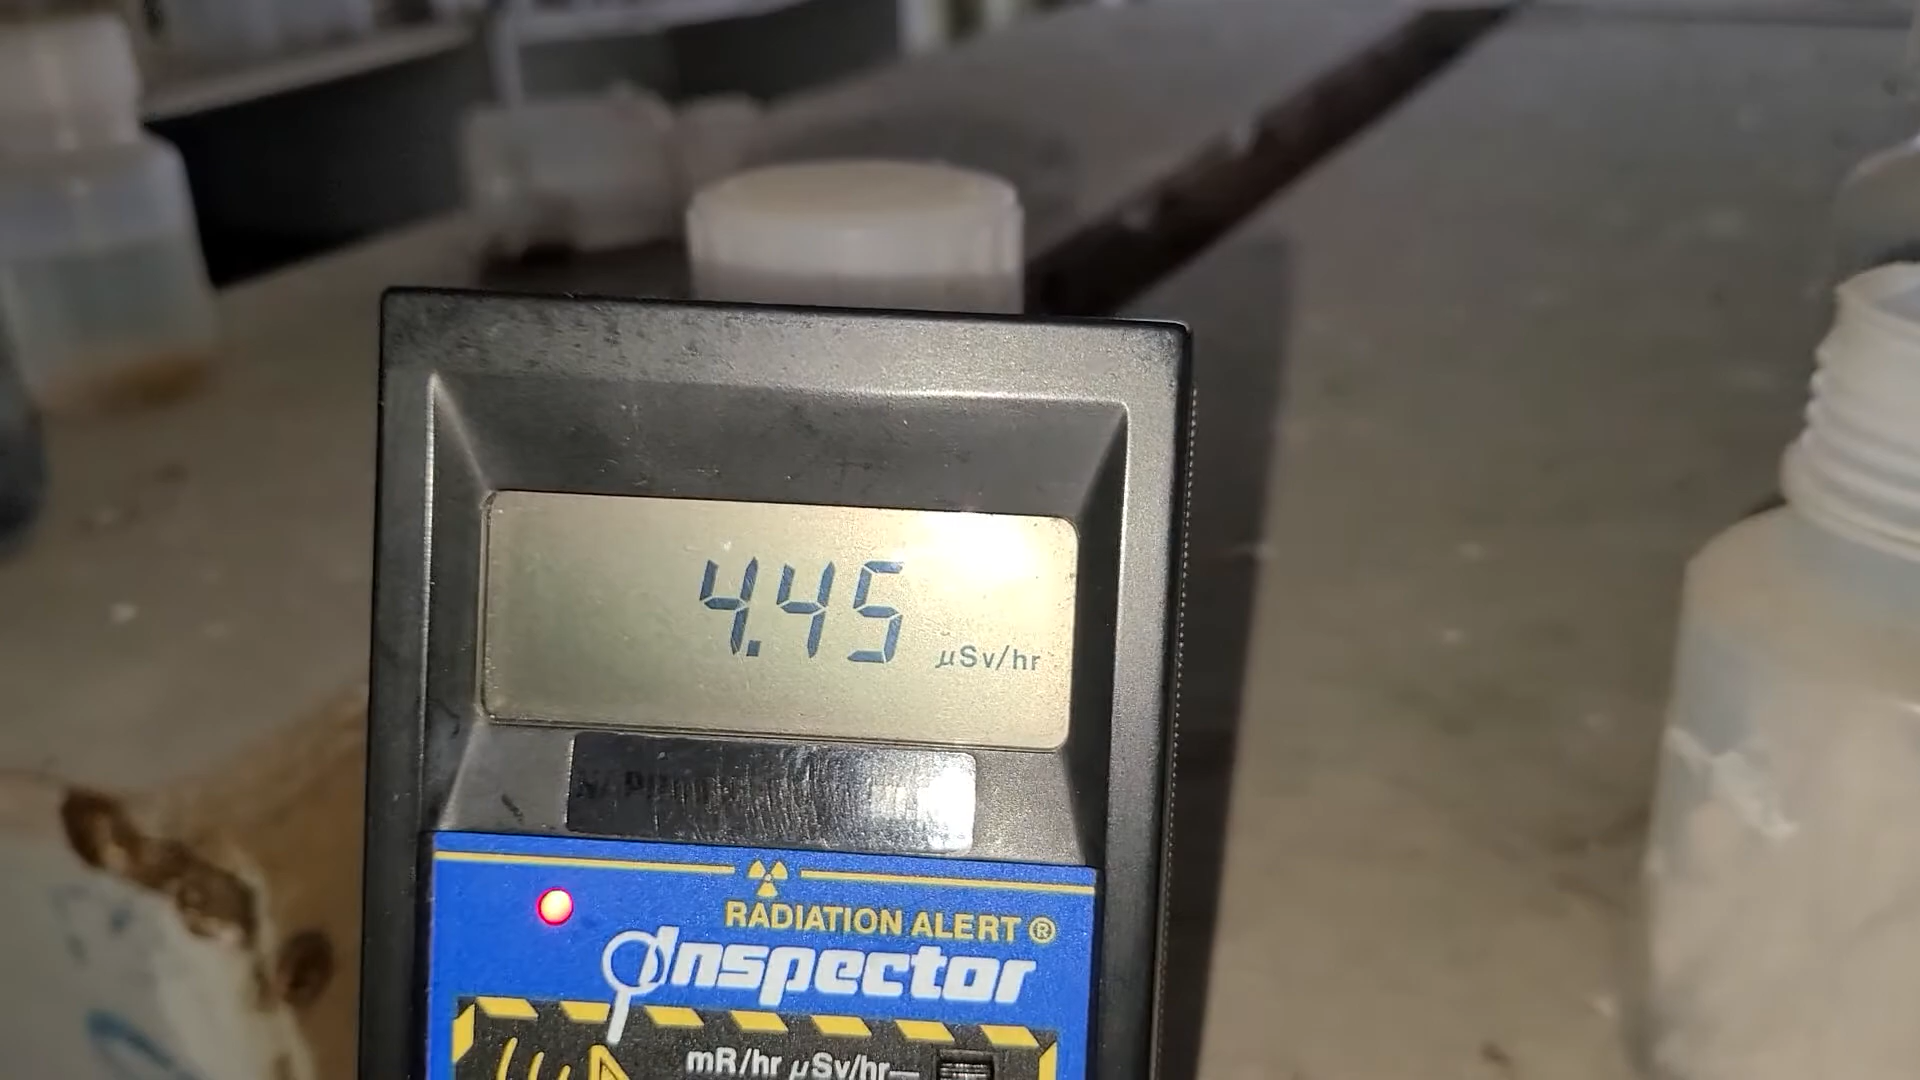 4.45 μSv/hr
RADIATION ALERT ®
Inspector
mR/hr μSv/hr